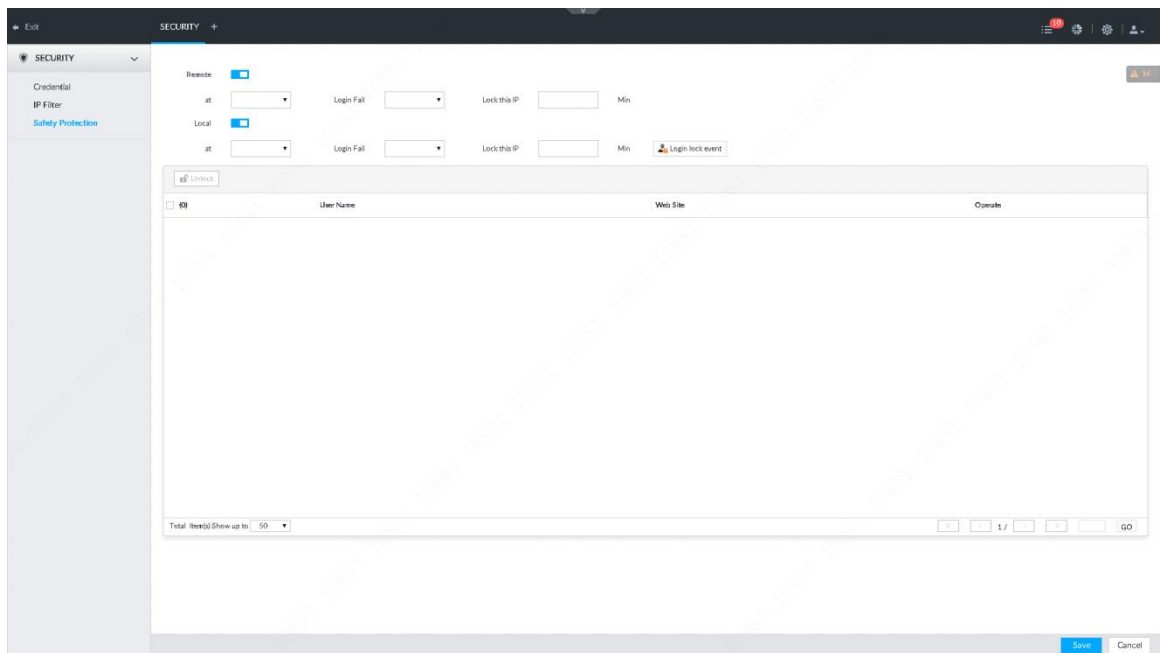 Exit SECURITY + 10
SECURITY
Credential
IP Filter
Safety Protection
16
Remote
at Login Fail Lock this IP Min
Local
at Login Fail Lock this IP Min Login lock event
Unlock
(0) User Name Web Site Operate
Total Item(s) Show up to 50 1/ GO
Save Cancel